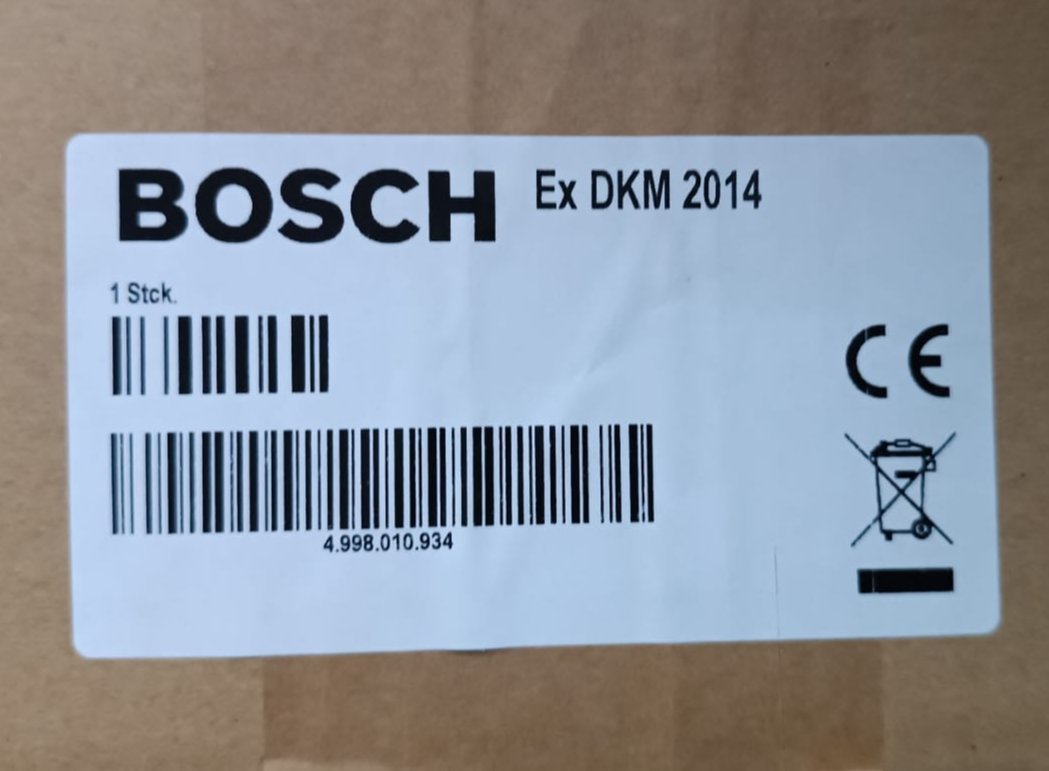 BOSCH Ex DKM 2014
1 Stck.
CE
4.998.010.934